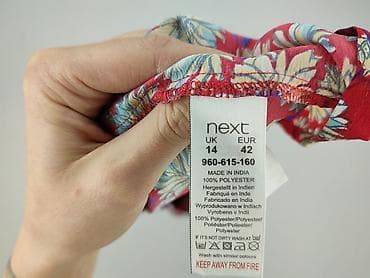 next
UK EUR
14 42
960-615-160
MADE IN INDIA
100% POLYESTER
Hergestellt in Indien
Fabriqué en Inde
Fabricado en India
Wyprodukowano w Indiach
Vyrobeno v Indii
100% Polyester/Polyester/
Poliéster/Poliester/
Polyester
IF IT'S NOT DIRTY WASH AT
Wash with similar colours
KEEP AWAY FROM FIRE